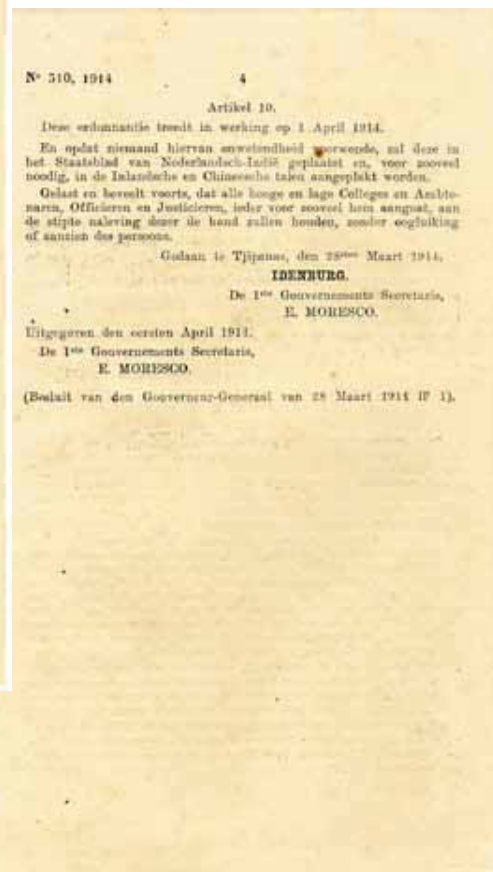 No 310, 1914 4
Artikel 10.
Deze ordonnantie treedt in werking op 1 April 1914.
En opdat niemand hiervan onwetendheid voorwende, zal deze in
het Staatsblad van Nederlandsch-Indië geplaatst en, voor zooveel
noodig, in de Inlandsche en Chineesche talen aangeplakt worden.
Gelast en beveelt voorts, dat alle hooge en lage Colleges en Ambte-
naren, Officieren en Justicieren, ieder voor zooveel hem aangaat, aan
de stipte naleving dezer de hand zullen houden, zonder oogluiking
of aanzien des persoons.
Gedaan te Tjipanas, den 28sten Maart 1914.
IDENBURG.
De 1ste Gouvernements Secretaris,
E. MORESCO.
Uitgegeven den eersten April 1914.
De 1ste Gouvernements Secretaris,
E. MORESCO.
(Besluit van den Gouverneur-Generaal van 28 Maart 1914 No 1).